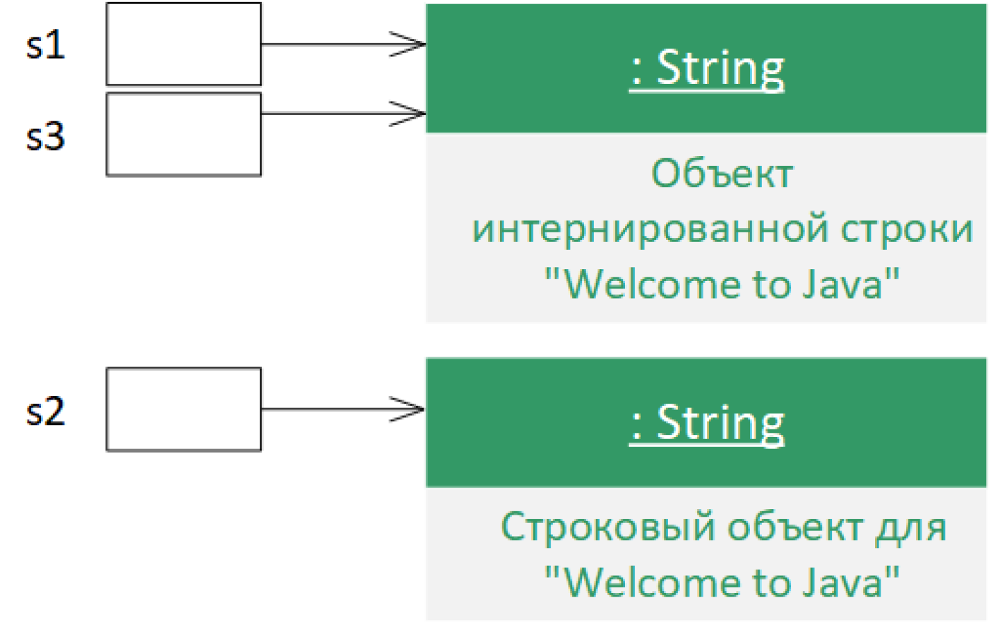 s1
: String
s3
Объект
интернированной строки
"Welcome to Java"
s2
: String
Строковый объект для
"Welcome to Java"